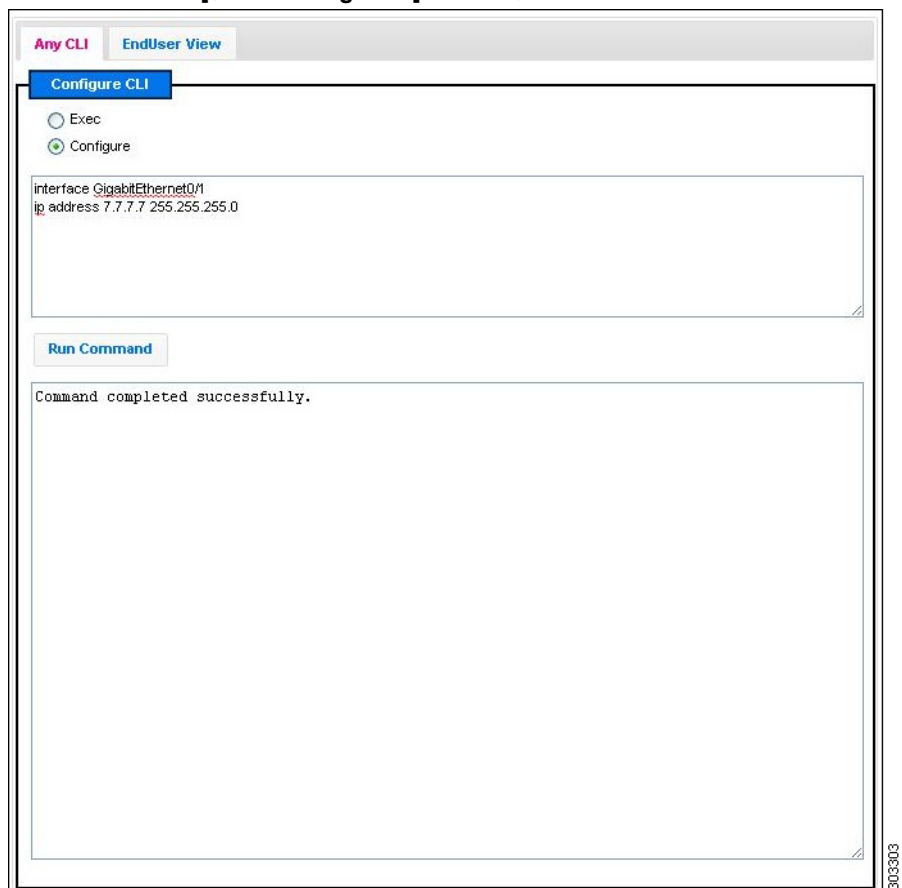 Any CLI
EndUser View
Configure CLI
Exec
Configure
interface GigabitEthernet0/1
ip address 7.7.7.7 255.255.255.0
Run Command
Command completed successfully.
303303